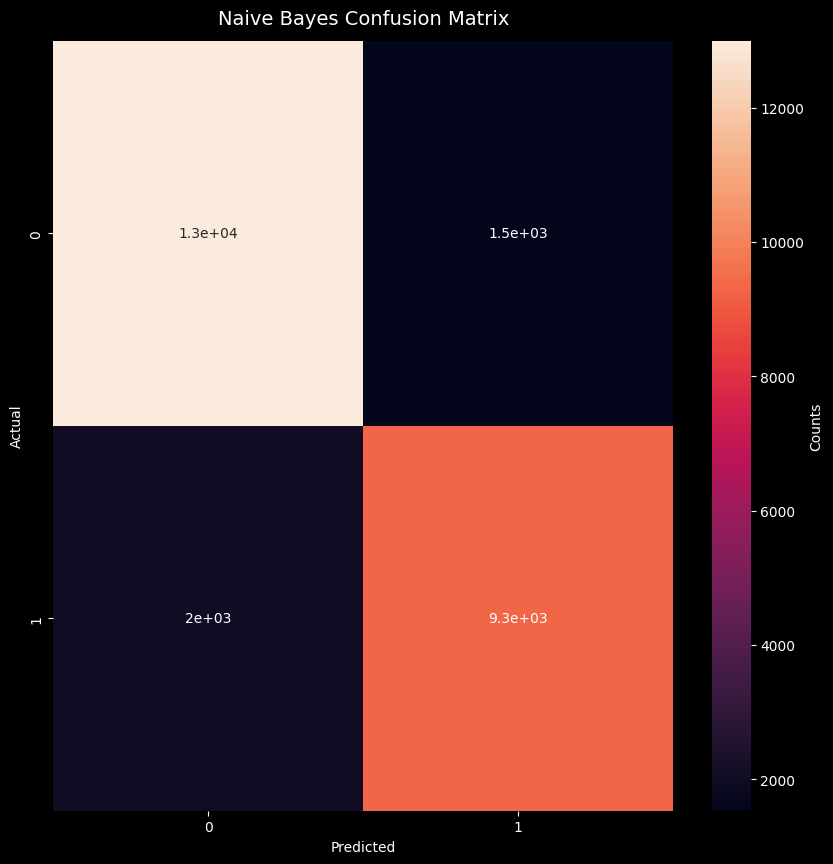 Naive Bayes Confusion Matrix
Actual
0
1
1.3e+04
1.5e+03
2e+03
9.3e+03
0
1
Predicted
12000
10000
8000
6000
4000
2000
Counts